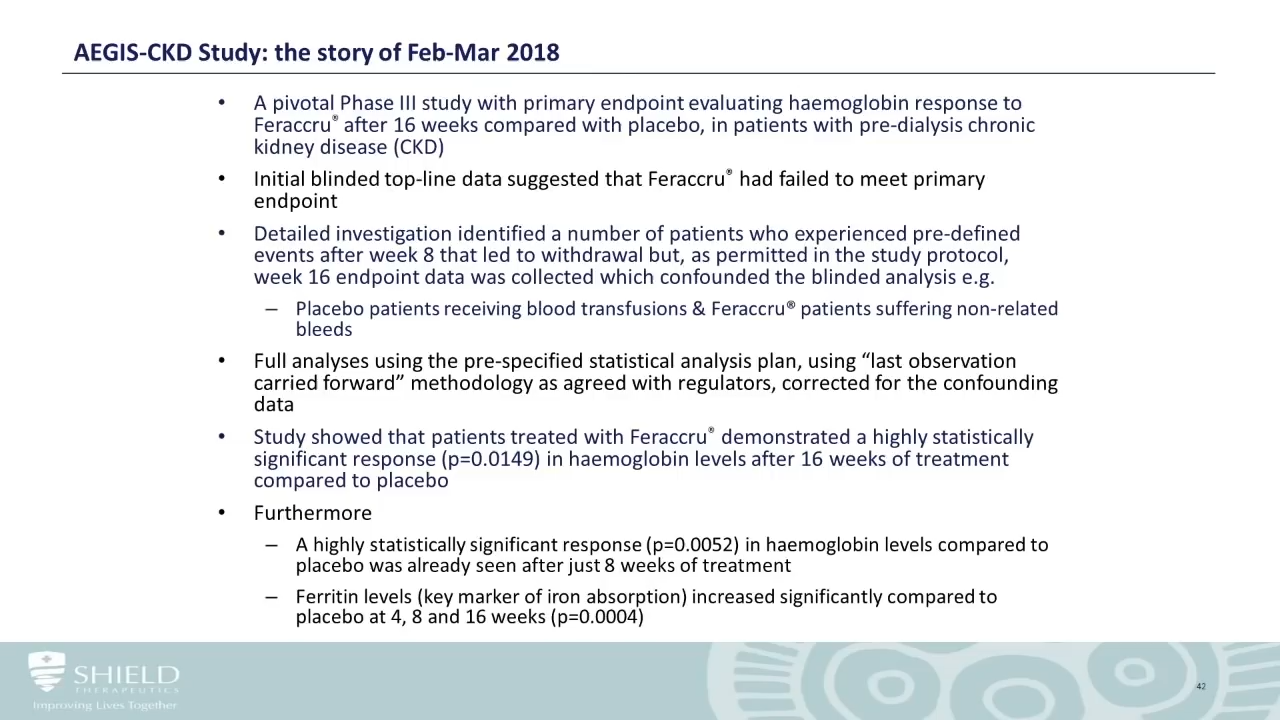 AEGIS-CKD Study: the story of Feb-Mar 2018
• A pivotal Phase III study with primary endpoint evaluating haemoglobin response to
Feraccru® after 16 weeks compared with placebo, in patients with pre-dialysis chronic
kidney disease (CKD)
• Initial blinded top-line data suggested that Feraccru® had failed to meet primary
endpoint
• Detailed investigation identified a number of patients who experienced pre-defined
events after week 8 that led to withdrawal but, as permitted in the study protocol,
week 16 endpoint data was collected which confounded the blinded analysis e.g.
– Placebo patients receiving blood transfusions & Feraccru® patients suffering non-related
bleeds
• Full analyses using the pre-specified statistical analysis plan, using “last observation
carried forward” methodology as agreed with regulators, corrected for the confounding
data
• Study showed that patients treated with Feraccru® demonstrated a highly statistically
significant response (p=0.0149) in haemoglobin levels after 16 weeks of treatment
compared to placebo
• Furthermore
– A highly statistically significant response (p=0.0052) in haemoglobin levels compared to
placebo was already seen after just 8 weeks of treatment
– Ferritin levels (key marker of iron absorption) increased significantly compared to
placebo at 4, 8 and 16 weeks (p=0.0004)
SHIELD
THERAPEUTICS
Improving Lives Together
42